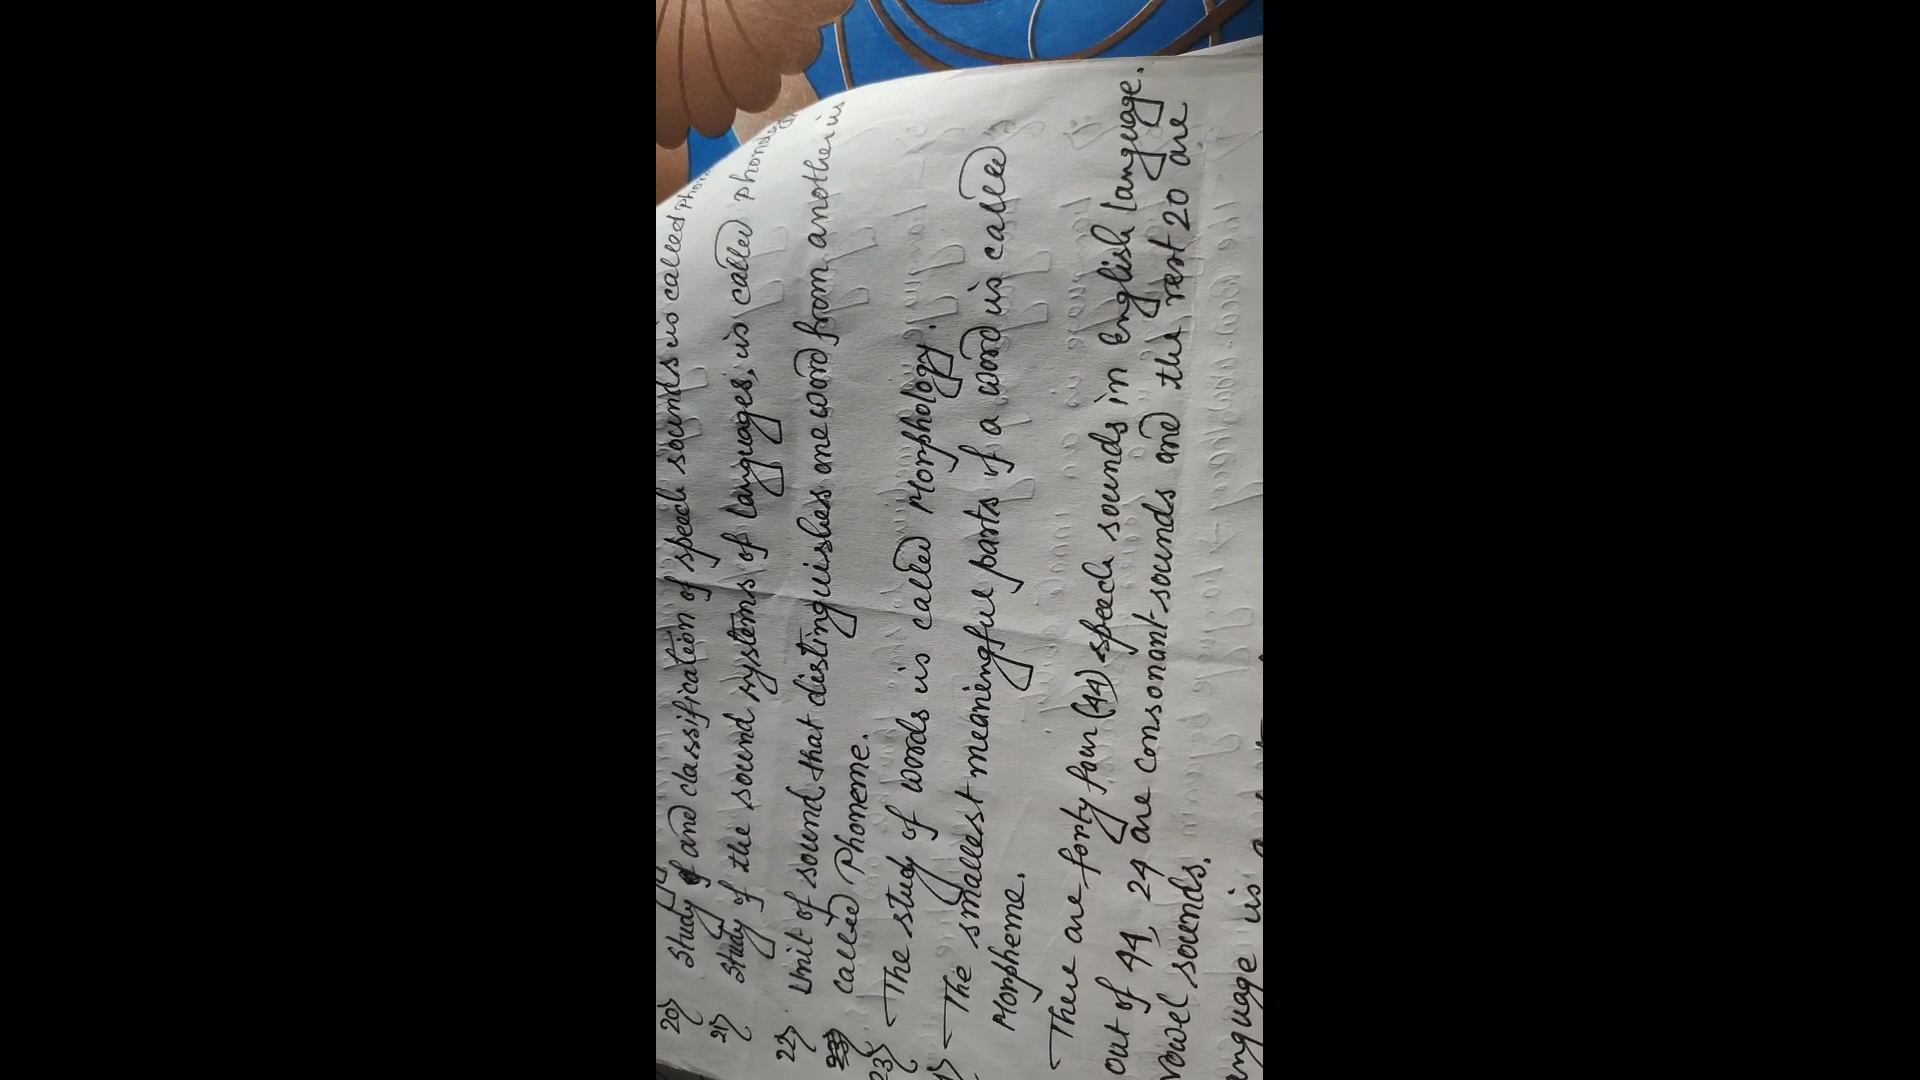 20) Study of and classification of speech sounds is called
21) Study of the sound systems of languages, is called
22) Unit of sound that distinguishes one word from another is
called Phoneme.
23) The study of words is called Morphology.
The smallest meaningful parts of a word is called
Morpheme.
There are forty four (44) speech sounds in English language.
out of 44, 24 are consonant sounds and the rest 20 are
vowel sounds.
is